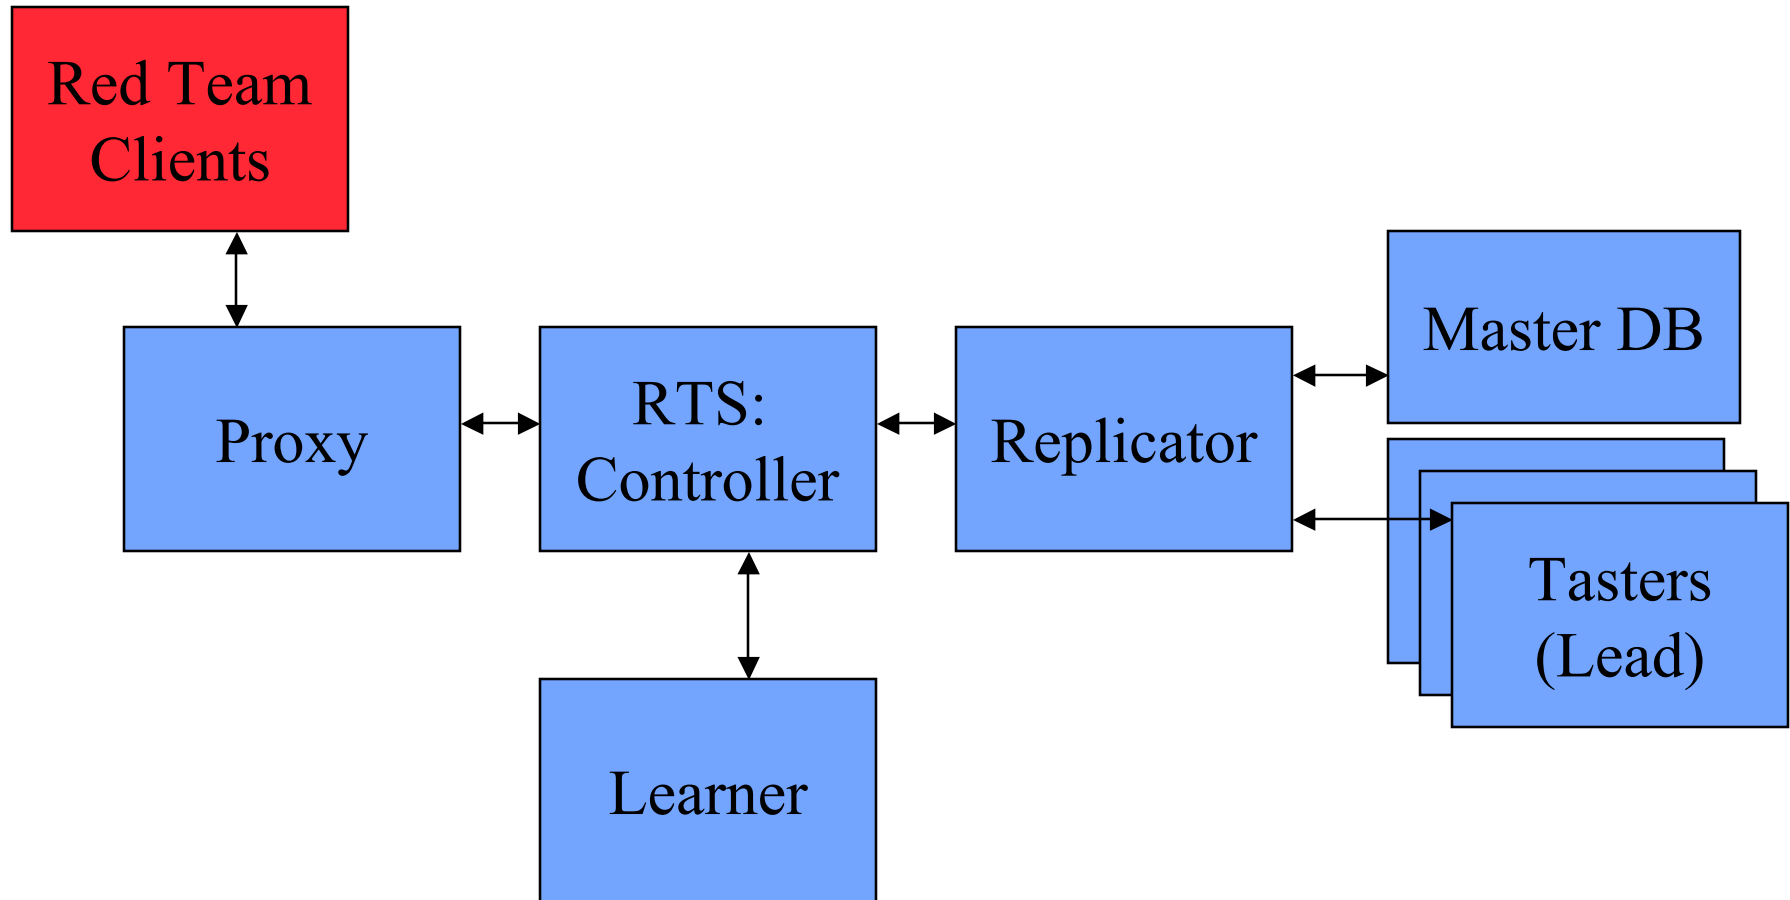 Red Team
Clients
Proxy
RTS:
Controller
Replicator
Master DB
Tasters
(Lead)
Learner